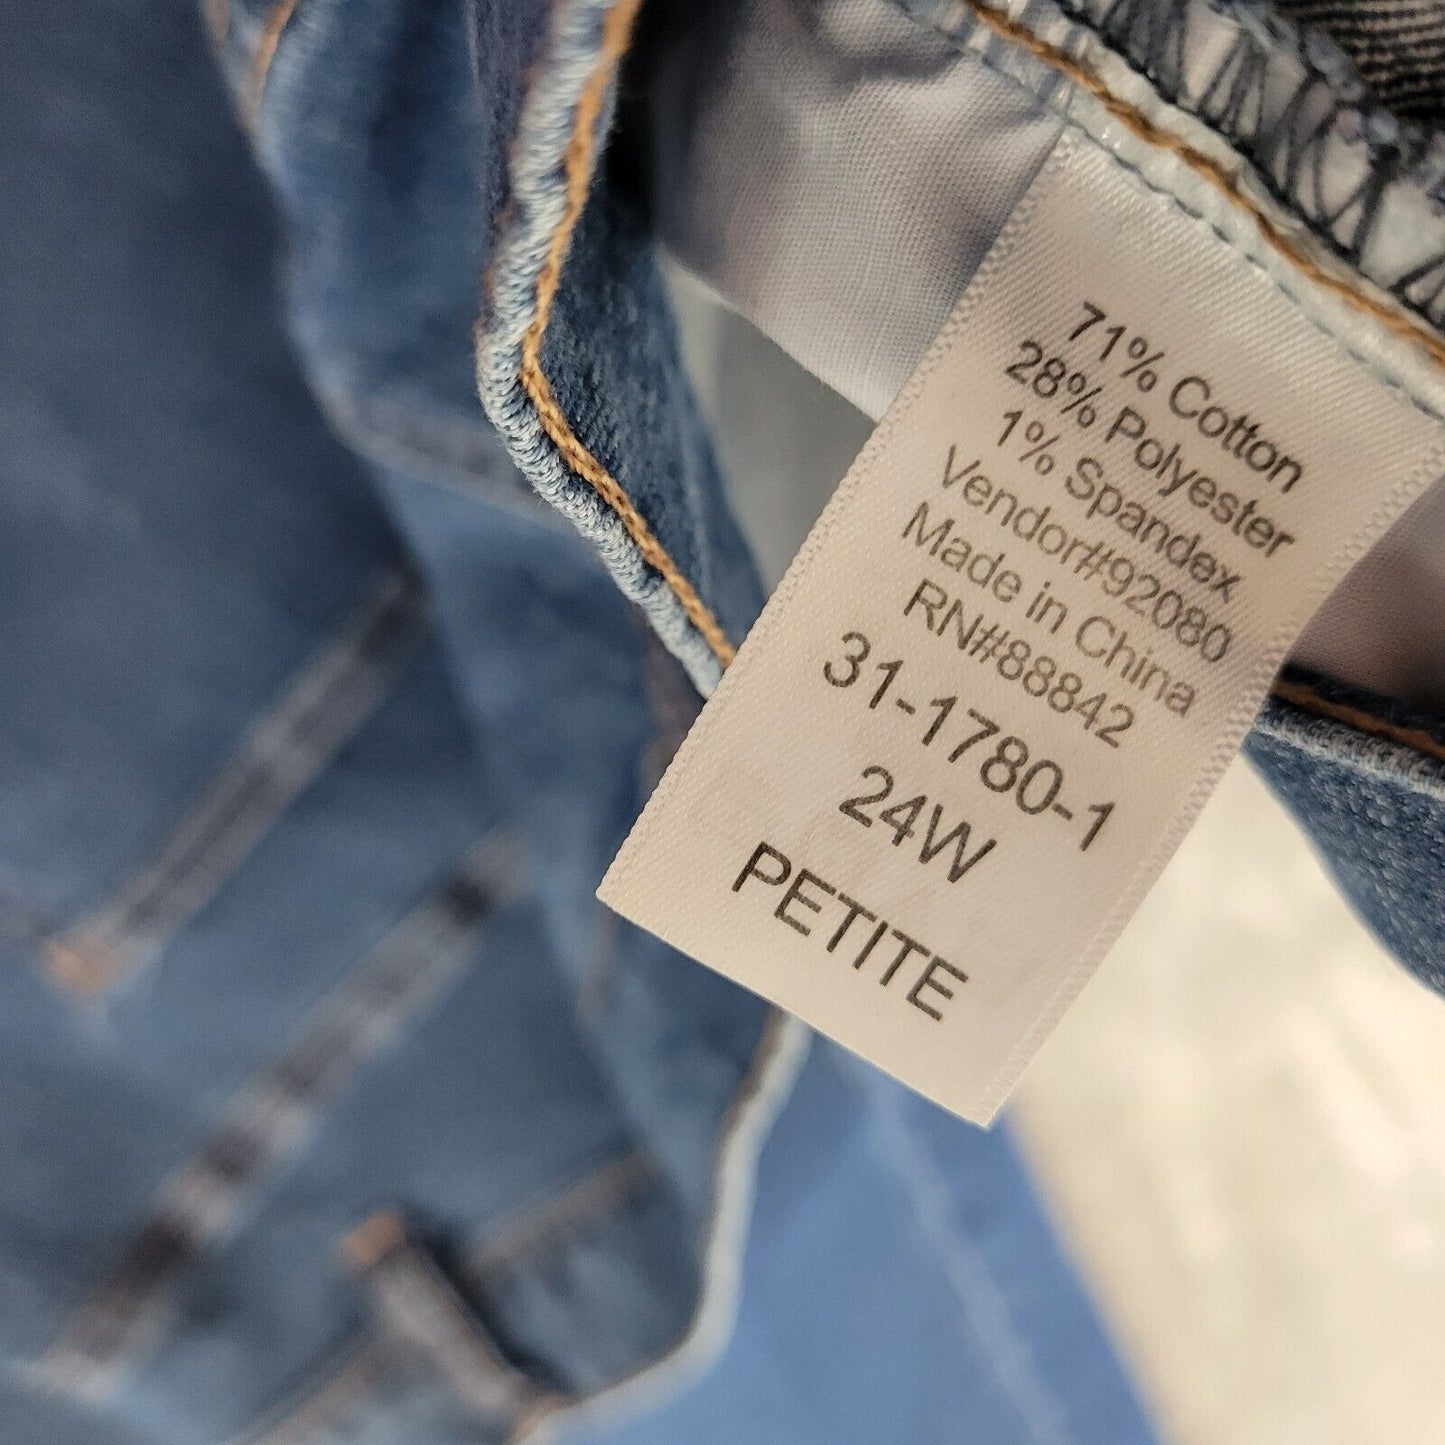 71% Cotton
28% Polyester
1% Spandex
Vendor#92080
Made in China
RN#88842
31-1780-1
24W
PETITE